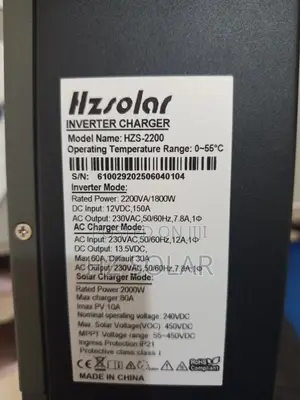 Hzsolar
INVERTER CHARGER
Model Name: HZS-2200
Operating Temperature Range: 0~55°C
S/N: 610029202506040104
Inverter Mode:
Rated Power: 2200VA/1800W
DC Input: 12VDC,150A
AC Output: 230VAC,50/60Hz,7.8A,1Φ
AC Charger Mode:
AC Input: 230VAC,50/60Hz,12A,1Φ
DC Output: 13.5VDC,
Max.60A, Default 30A
AC Output: 230VAC,50/60Hz,7.8A,1Φ
Solar Charger Mode:
Rated Power 2000W
Max charger 80A
Imax PV 10A
Nominal operating voltage: 240VDC
Max. Solar Voltage(VOC) 450VDC
MPPT Voltage range: 55~450VDC
Ingress Protection IP21
Protective class:class I
CE
RoHS
Compliant
MADE IN CHINA